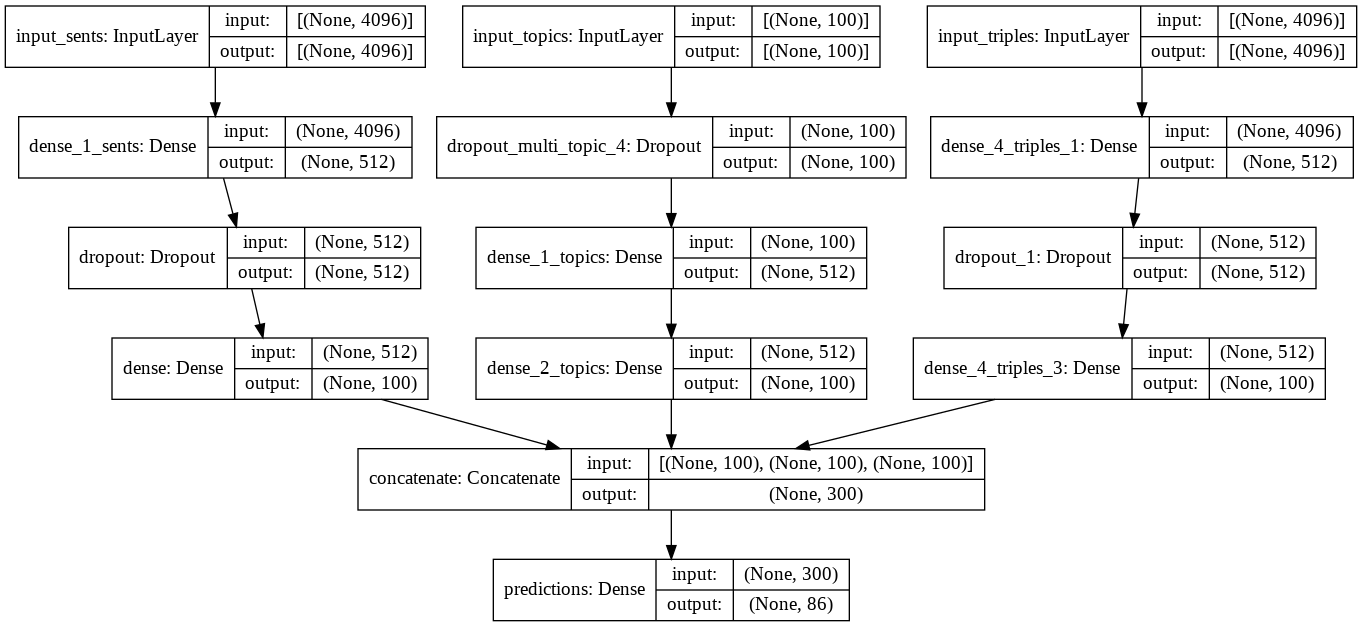 input_sents: InputLayer
input:
[(None, 4096)]
output:
[(None, 4096)]
input_topics: InputLayer
input:
[(None, 100)]
output:
[(None, 100)]
input_triples: InputLayer
input:
[(None, 4096)]
output:
[(None, 4096)]
dense_1_sents: Dense
input:
(None, 4096)
output:
(None, 512)
dropout_multi_topic_4: Dropout
input:
(None, 100)
output:
(None, 100)
dense_4_triples_1: Dense
input:
(None, 4096)
output:
(None, 512)
dropout: Dropout
input:
(None, 512)
output:
(None, 512)
dense_1_topics: Dense
input:
(None, 100)
output:
(None, 512)
dropout_1: Dropout
input:
(None, 512)
output:
(None, 512)
dense: Dense
input:
(None, 512)
output:
(None, 100)
dense_2_topics: Dense
input:
(None, 512)
output:
(None, 100)
dense_4_triples_3: Dense
input:
(None, 512)
output:
(None, 100)
concatenate: Concatenate
input:
[(None, 100), (None, 100), (None, 100)]
output:
(None, 300)
predictions: Dense
input:
(None, 300)
output:
(None, 86)